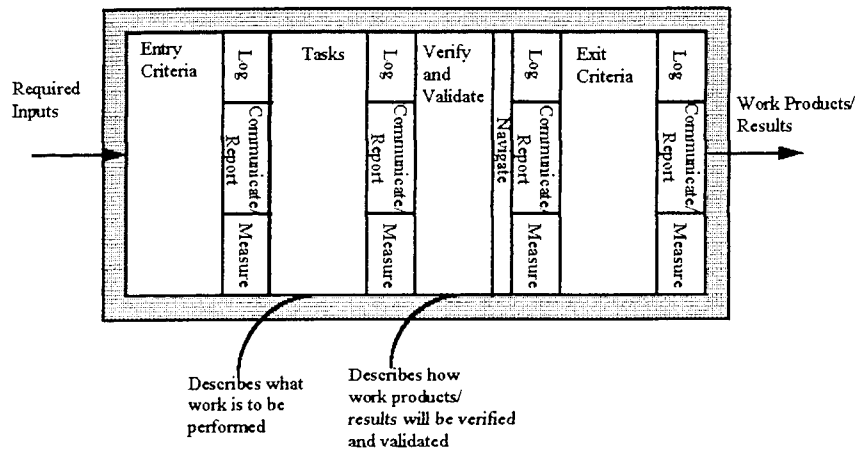 Required
Inputs
Entry
Criteria
Log
Communicate/
Report
Measure
Tasks
Log
Communicate/
Report
Measure
Verify
and
Validate
Navigate
Log
Communicate/
Report
Measure
Exit
Criteria
Log
Communicate/
Report
Measure
Work Products/
Results
Describes what
work is to be
performed
Describes how
work products/
results will be verified
and validated